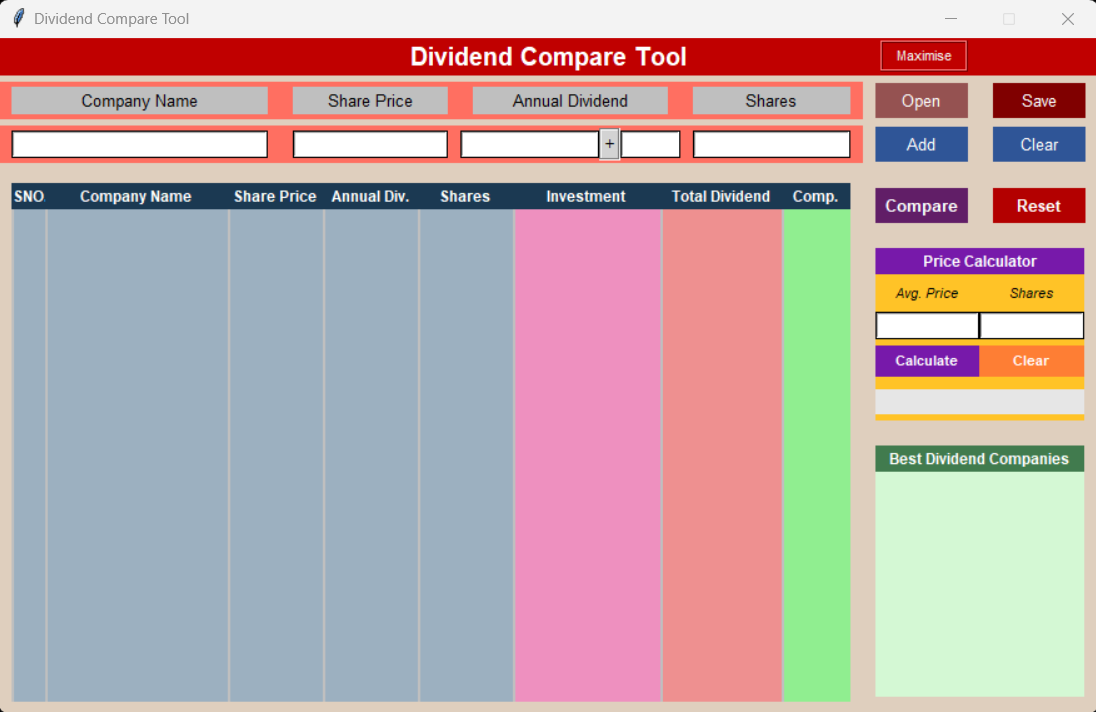 Dividend Compare Tool
Dividend Compare Tool Maximise
Company Name Share Price Annual Dividend Shares Open Save
+ Add Clear
SNO. Company Name Share Price Annual Div. Shares Investment Total Dividend Comp. Compare Reset
Price Calculator
Avg. Price Shares
Calculate Clear
Best Dividend Companies